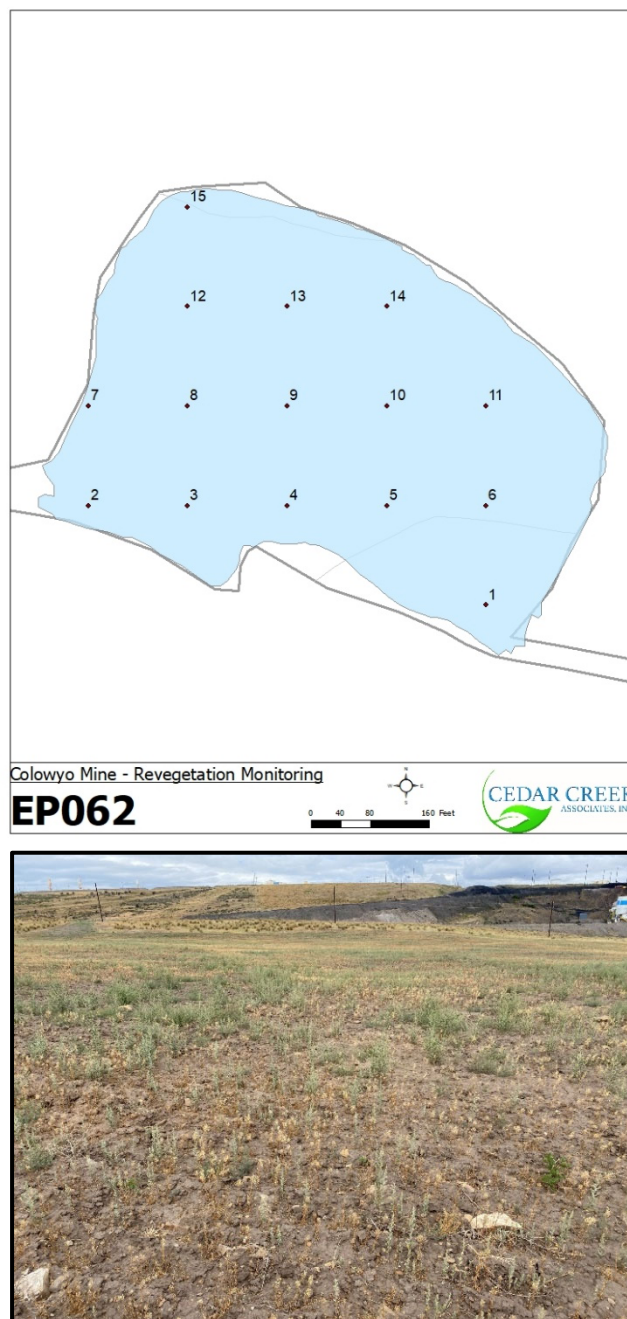 15
12 13 14
7 8 9 10 11
2 3 4 5 6
1
Colowyo Mine - Revegetation Monitoring
EP062
0 40 80 160 Feet
CEDAR CREEK
ASSOCIATES, IN